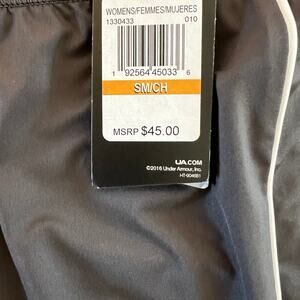 WOMENS/FEMMES/MUJERES
1330433 010
1 92564 45033 6
SM/CH
MSRP $45.00
UA.COM
©2016 Under Armour, Inc.